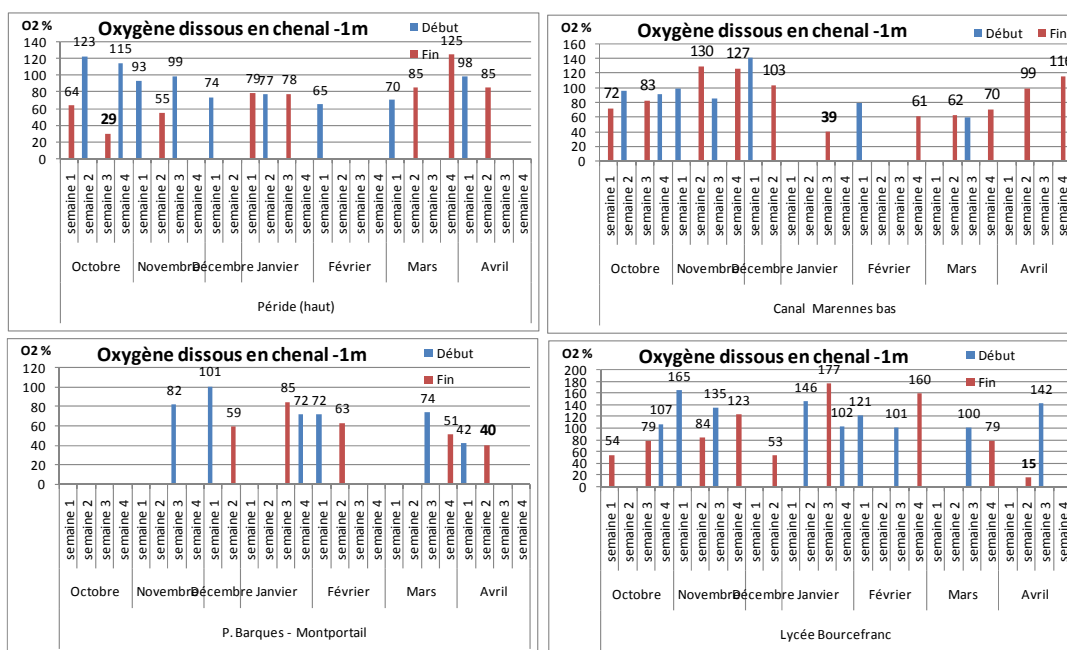 O2 %
Oxygène dissous en chenal -1m
Début
Fin
140
120
100
80
60
40
20
0
64 123 29 115 93 55 99 74 79 77 78 65 70 85 125 98 85
semaine 1 semaine 2 semaine 3 semaine 4 semaine 1 semaine 2 semaine 3 semaine 4 semaine 1 semaine 2 semaine 1 semaine 2 semaine 3 semaine 4 semaine 1 semaine 2 semaine 3 semaine 4 semaine 1 semaine 2 semaine 3 semaine 4 semaine 1 semaine 2 semaine 3 semaine 4
Octobre Novembre Décembre Janvier Février Mars Avril
Péride (haut)
O2 %
Oxygène dissous en chenal -1m
Début Fin
160
140
120
100
80
60
40
20
0
72 83 130 127 103 39 61 62 70 99 116
semaine 1 semaine 2 semaine 3 semaine 4 semaine 1 semaine 2 semaine 3 semaine 4 semaine 1 semaine 2 semaine 1 semaine 2 semaine 3 semaine 4 semaine 1 semaine 2 semaine 3 semaine 4 semaine 1 semaine 2 semaine 3 semaine 4 semaine 1 semaine 2 semaine 3 semaine 4
Octobre Novembre Décembre Janvier Février Mars Avril
Canal Marennes bas
O2 %
Oxygène dissous en chenal -1m
Début
Fin
120
100
80
60
40
20
0
82 101 59 85 72 72 63 74 51 42 40
semaine 1 semaine 2 semaine 3 semaine 4 semaine 1 semaine 2 semaine 3 semaine 4 semaine 1 semaine 2 semaine 1 semaine 2 semaine 3 semaine 4 semaine 1 semaine 2 semaine 3 semaine 4 semaine 1 semaine 2 semaine 3 semaine 4 semaine 1 semaine 2 semaine 3 semaine 4
Octobre Novembre Décembre Janvier Février Mars Avril
P. Barques - Montportail
O2 %
Oxygène dissous en chenal -1m
Début
Fin
200
180
160
140
120
100
80
60
40
20
0
54 79 107 165 84 135 123 53 146 177 102 121 101 160 100 79 15 142
semaine 1 semaine 2 semaine 3 semaine 4 semaine 1 semaine 2 semaine 3 semaine 4 semaine 1 semaine 2 semaine 1 semaine 2 semaine 3 semaine 4 semaine 1 semaine 2 semaine 3 semaine 4 semaine 1 semaine 2 semaine 3 semaine 4 semaine 1 semaine 2 semaine 3 semaine 4
Octobre Novembre Décembre Janvier Février Mars Avril
Lycée Bourcefranc